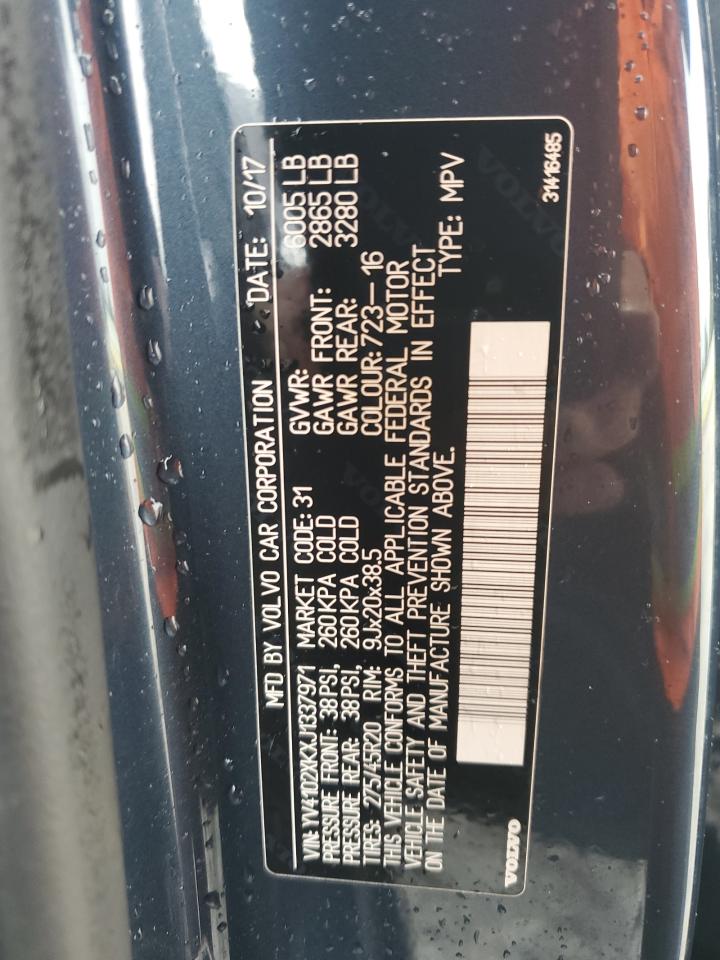 MFD BY VOLVO CAR CORPORATION DATE: 10/17
VIN: YV4102XKXJ1337971 MARKET CODE: 31 GVWR: 6005 LB
PRESSURE FRONT: 38PSI, 260KPA COLD GAWR FRONT: 2865 LB
PRESSURE REAR: 38PSI, 260KPA COLD GAWR REAR: 3280 LB
TIRES: 275/45R20 RIM: 9Jx20x38.5 COLOUR: 723— 16
THIS VEHICLE CONFORMS TO ALL APPLICABLE FEDERAL MOTOR
VEHICLE SAFETY AND THEFT PREVENTION STANDARDS IN EFFECT
ON THE DATE OF MANUFACTURE SHOWN ABOVE. TYPE: MPV
VOLVO 31416485